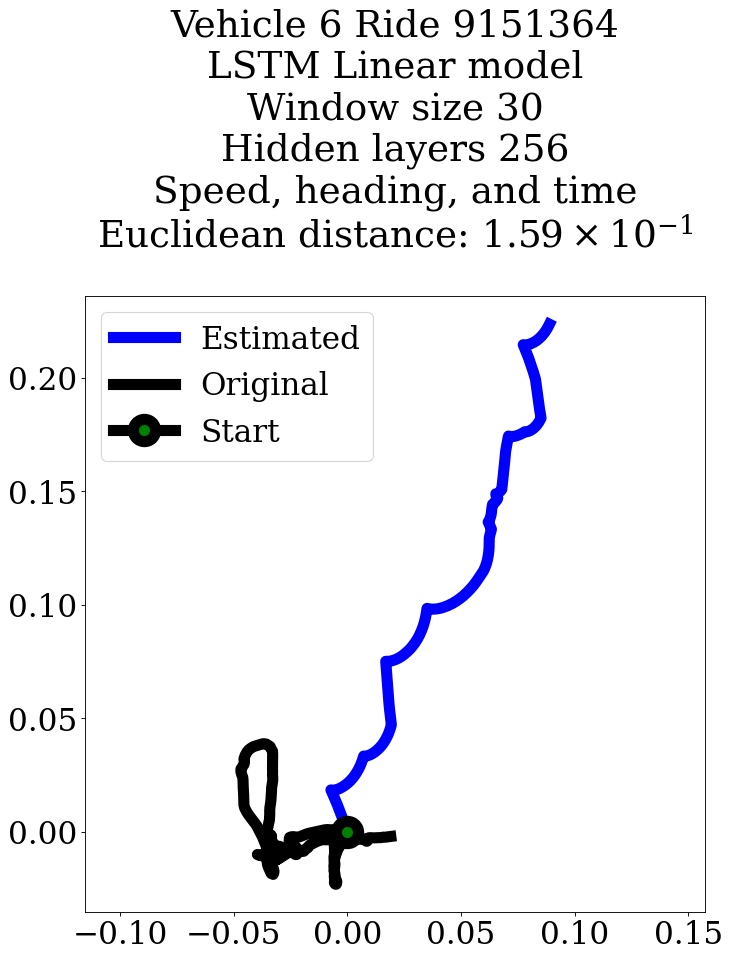 Vehicle 6 Ride 9151364
LSTM Linear model
Window size 30
Hidden layers 256
Speed, heading, and time
Euclidean distance: 1.59 × 10⁻¹
Estimated
Original
Start
0.20
0.15
0.10
0.05
0.00
−0.10 −0.05 0.00 0.05 0.10 0.15